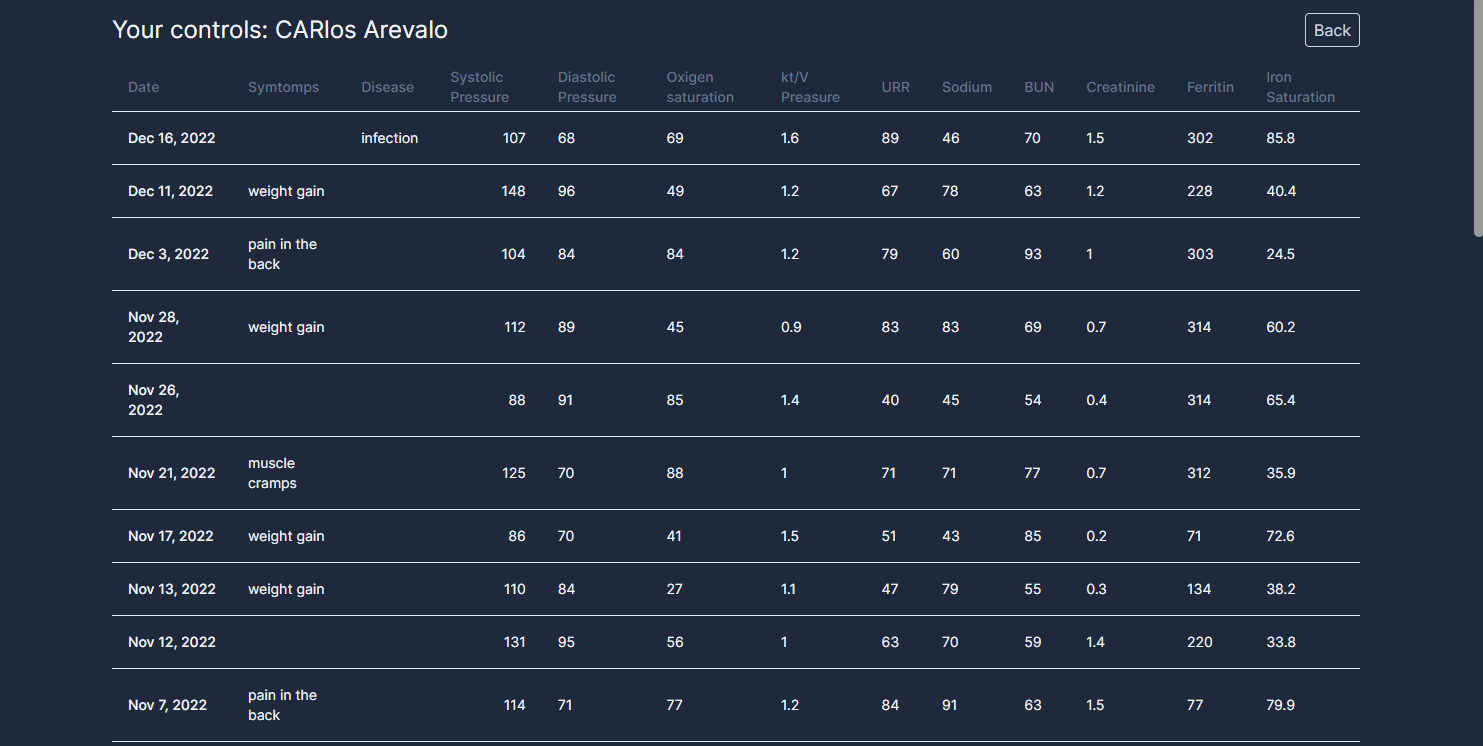 Your controls: CARlos Arevalo
Back
Date Symtomps Disease Systolic Pressure Diastolic Pressure Oxigen saturation kt/V Preasure URR Sodium BUN Creatinine Ferritin Iron Saturation
Dec 16, 2022 infection 107 68 69 1.6 89 46 70 1.5 302 85.8
Dec 11, 2022 weight gain 148 96 49 1.2 67 78 63 1.2 228 40.4
Dec 3, 2022 pain in the back 104 84 84 1.2 79 60 93 1 303 24.5
Nov 28, 2022 weight gain 112 89 45 0.9 83 83 69 0.7 314 60.2
Nov 26, 2022 88 91 85 1.4 40 45 54 0.4 314 65.4
Nov 21, 2022 muscle cramps 125 70 88 1 71 71 77 0.7 312 35.9
Nov 17, 2022 weight gain 86 70 41 1.5 51 43 85 0.2 71 72.6
Nov 13, 2022 weight gain 110 84 27 1.1 47 79 55 0.3 134 38.2
Nov 12, 2022 131 95 56 1 63 70 59 1.4 220 33.8
Nov 7, 2022 pain in the back 114 71 77 1.2 84 91 63 1.5 77 79.9